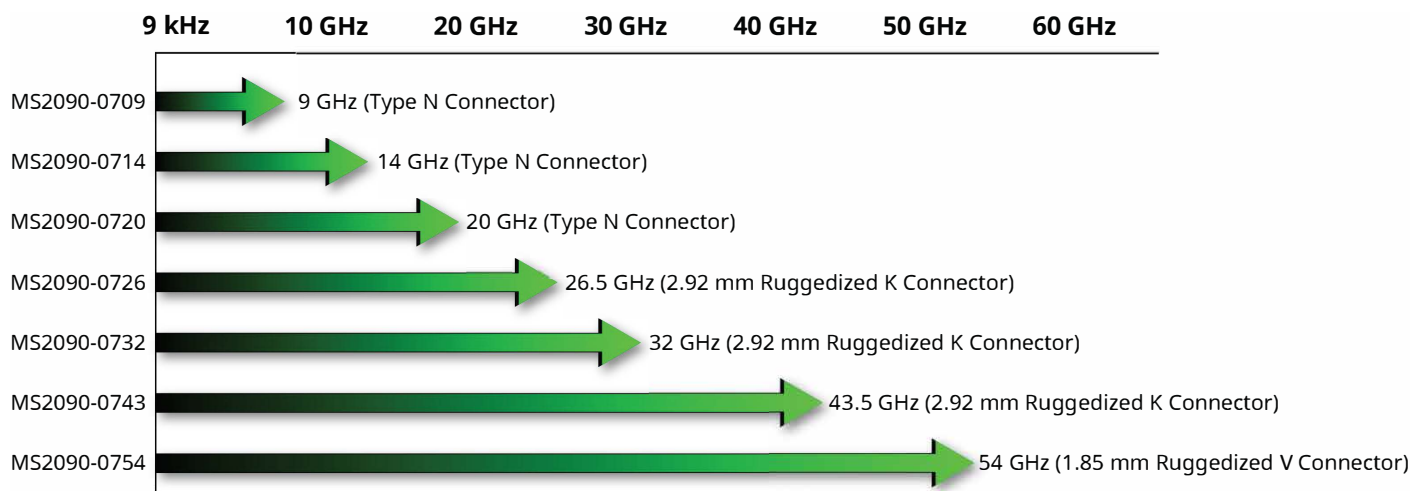 9 kHz 10 GHz 20 GHz 30 GHz 40 GHz 50 GHz 60 GHz
MS2090-0709 9 GHz (Type N Connector)
MS2090-0714 14 GHz (Type N Connector)
MS2090-0720 20 GHz (Type N Connector)
MS2090-0726 26.5 GHz (2.92 mm Ruggedized K Connector)
MS2090-0732 32 GHz (2.92 mm Ruggedized K Connector)
MS2090-0743 43.5 GHz (2.92 mm Ruggedized K Connector)
MS2090-0754 54 GHz (1.85 mm Ruggedized V Connector)